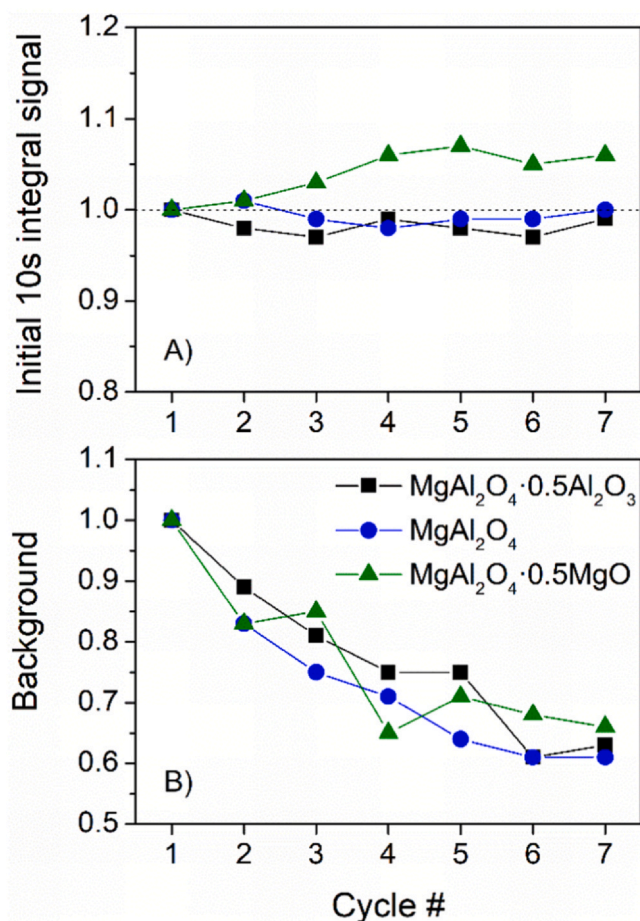 Initial 10s integral signal
1.2
1.1
1.0
0.9
0.8
A)
1 2 3 4 5 6 7
Background
1.1
1.0
0.9
0.8
0.7
0.6
0.5
MgAl₂O₄·0.5Al₂O₃
MgAl₂O₄
MgAl₂O₄·0.5MgO
B)
1 2 3 4 5 6 7
Cycle #